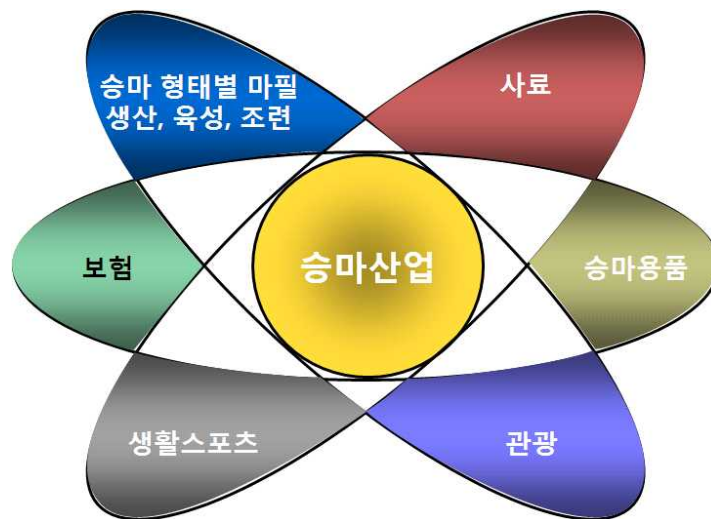 승마 형태별 마필
생산, 육성, 조련
사료
보험
승마산업
승마용품
생활스포츠
관광